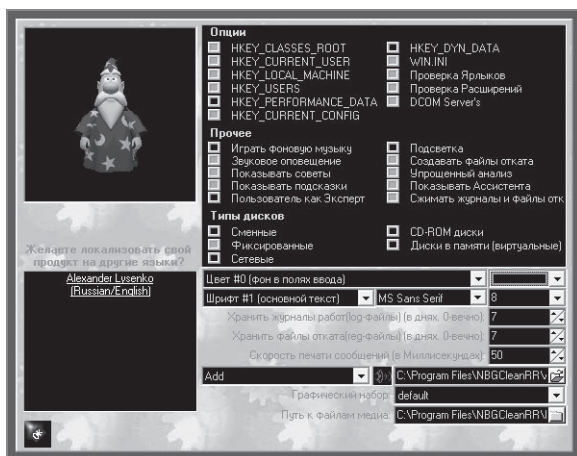 Опции
HKEY_CLASSES_ROOT
HKEY_CURRENT_USER
HKEY_LOCAL_MACHINE
HKEY_USERS
HKEY_PERFORMANCE_DATA
HKEY_CURRENT_CONFIG
HKEY_DYN_DATA
WIN.INI
Проверка Ярлыков
Проверка Расширений
DCOM Server's
Прочее
Играть фоновую музыку
Звуковое оповещение
Показывать советы
Показывать подсказки
Пользователь как Эксперт
Подсветка
Создавать файлы отката
Упрощенный анализ
Показывать Ассистента
Сжимать журналы и файлы отк
Типы дисков
Сменные
Фиксированные
Сетевые
CD-ROM диски
Диски в памяти (виртуальные)
Желаете локализовать свой
продукт на другие языки?
Alexander Lysenko
(Russian/English)
Цвет #0 (фон в полях ввода)
Шрифт #1 (основной текст) MS Sans Serif 8
Хранить журналы работ(log-файлы) (в днях. 0-вечно): 7
Хранить файлы отката(reg-файлы) (в днях. 0-вечно): 7
Скорость печати сообщений (в Миллисекундах): 50
Add C:\Program Files\NBGCleanRR\
Графический набор: default
Путь к файлам медиа: C:\Program Files\NBGCleanRR\